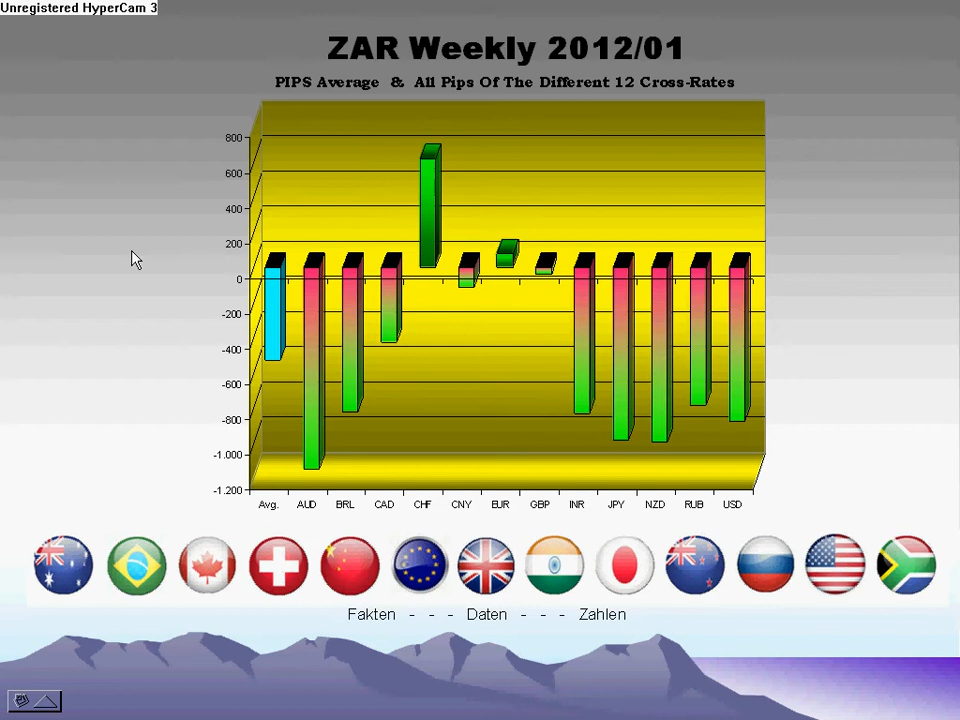 Unregistered HyperCam 3
ZAR Weekly 2012/01
PIPS Average & All Pips Of The Different 12 Cross-Rates
800
600
400
200
0
-200
-400
-600
-800
-1.000
-1.200
Avg. AUD BRL CAD CHF CNY EUR GBP INR JPY NZD RUB USD
Fakten - - - Daten - - - Zahlen